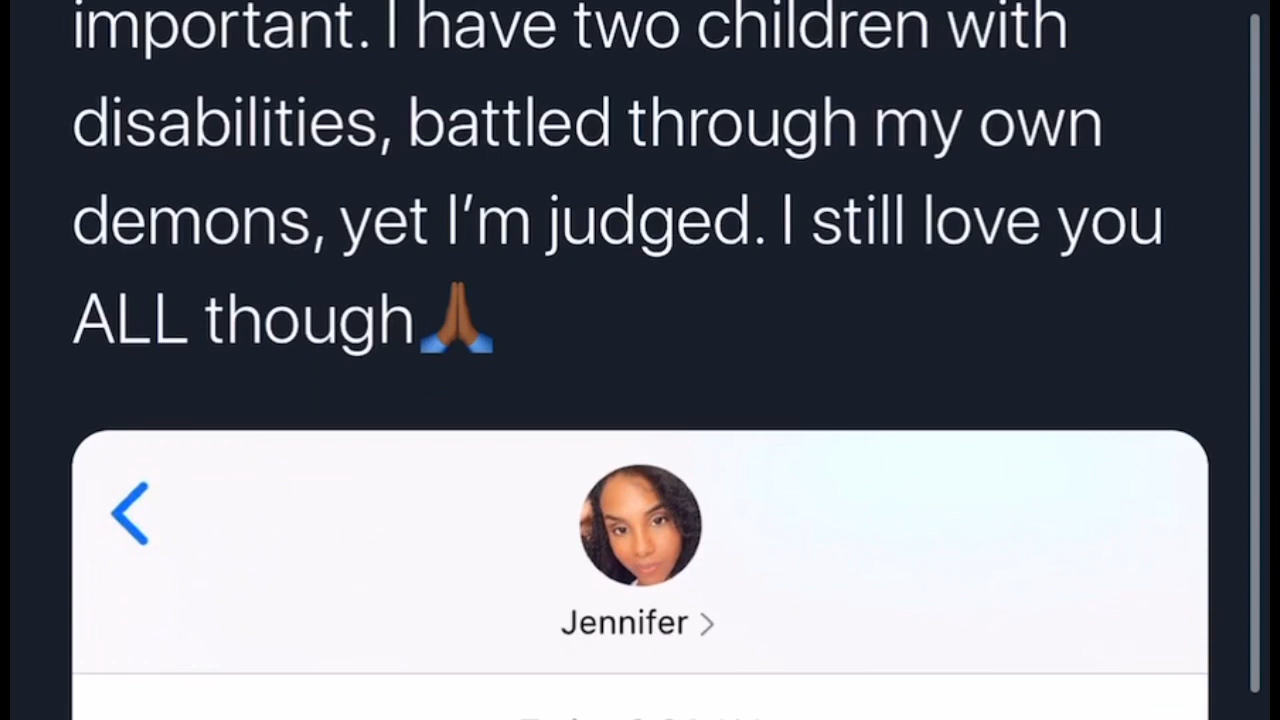 important. I have two children with
disabilities, battled through my own
demons, yet I’m judged. I still love you
ALL though🙏🏾
Jennifer >